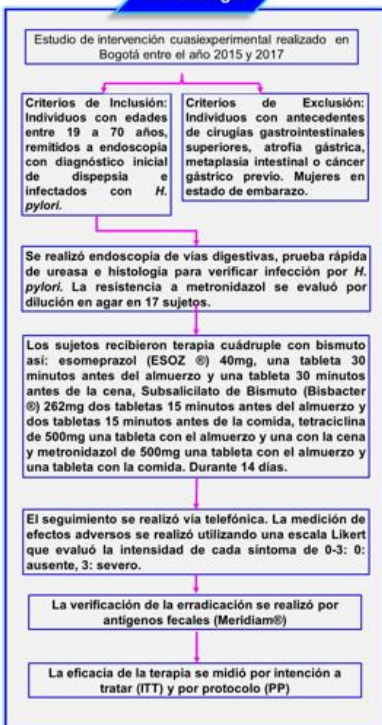 Estudio de intervención cuasiexperimental realizado en
Bogotá entre el año 2015 y 2017
Criterios de Inclusión:
Individuos con edades
entre 19 a 70 años,
remitidos a endoscopia
con diagnóstico inicial
de dispepsia e
infectados con H.
pylori.
Criterios de Exclusión:
Individuos con antecedentes
de cirugías gastrointestinales
superiores, atrofia gástrica,
metaplasia intestinal o cáncer
gástrico previo. Mujeres en
estado de embarazo.
Se realizó endoscopia de vías digestivas, prueba rápida
de ureasa e histología para verificar infección por H.
pylori. La resistencia a metronidazol se evaluó por
dilución en agar en 17 sujetos.
Los sujetos recibieron terapia cuádruple con bismuto
así: esomeprazol (ESOZ ®) 40mg, una tableta 30
minutos antes del almuerzo y una tableta 30 minutos
antes de la cena, Subsalicilato de Bismuto (Bisbacter
®) 262mg dos tabletas 15 minutos antes del almuerzo y
dos tabletas 15 minutos antes de la comida, tetraciclina
de 500mg una tableta con el almuerzo y una con la cena
y metronidazol de 500mg una tableta con el almuerzo y
una tableta con la comida. Durante 14 días.
El seguimiento se realizó vía telefónica. La medición de
efectos adversos se realizó utilizando una escala Likert
que evaluó la intensidad de cada síntoma de 0-3: 0:
ausente, 3: severo.
La verificación de la erradicación se realizó por
antígenos fecales (Meridiam®)
La eficacia de la terapia se midió por intención a
tratar (ITT) y por protocolo (PP)